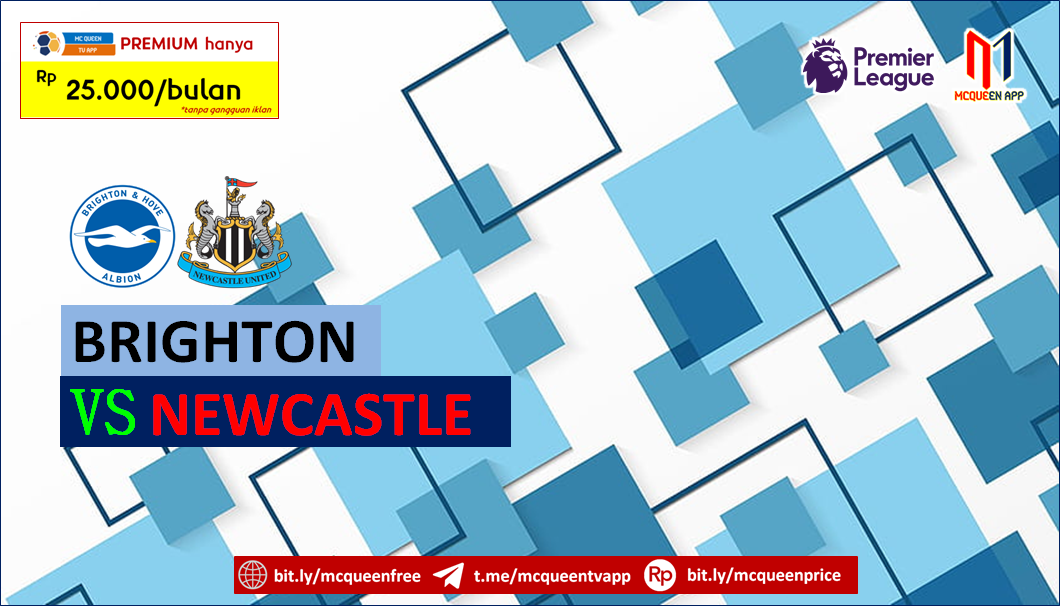 MC QUEEN
TV APP
PREMIUM hanya
Rp 25.000/bulan
*tanpa gangguan iklan
Premier
League
MCQUEEN APP
BRIGHTON & HOVE
ALBION
NEWCASTLE UNITED
BRIGHTON
VS NEWCASTLE
bit.ly/mcqueenfree t.me/mcqueentvapp Rp bit.ly/mcqueenprice